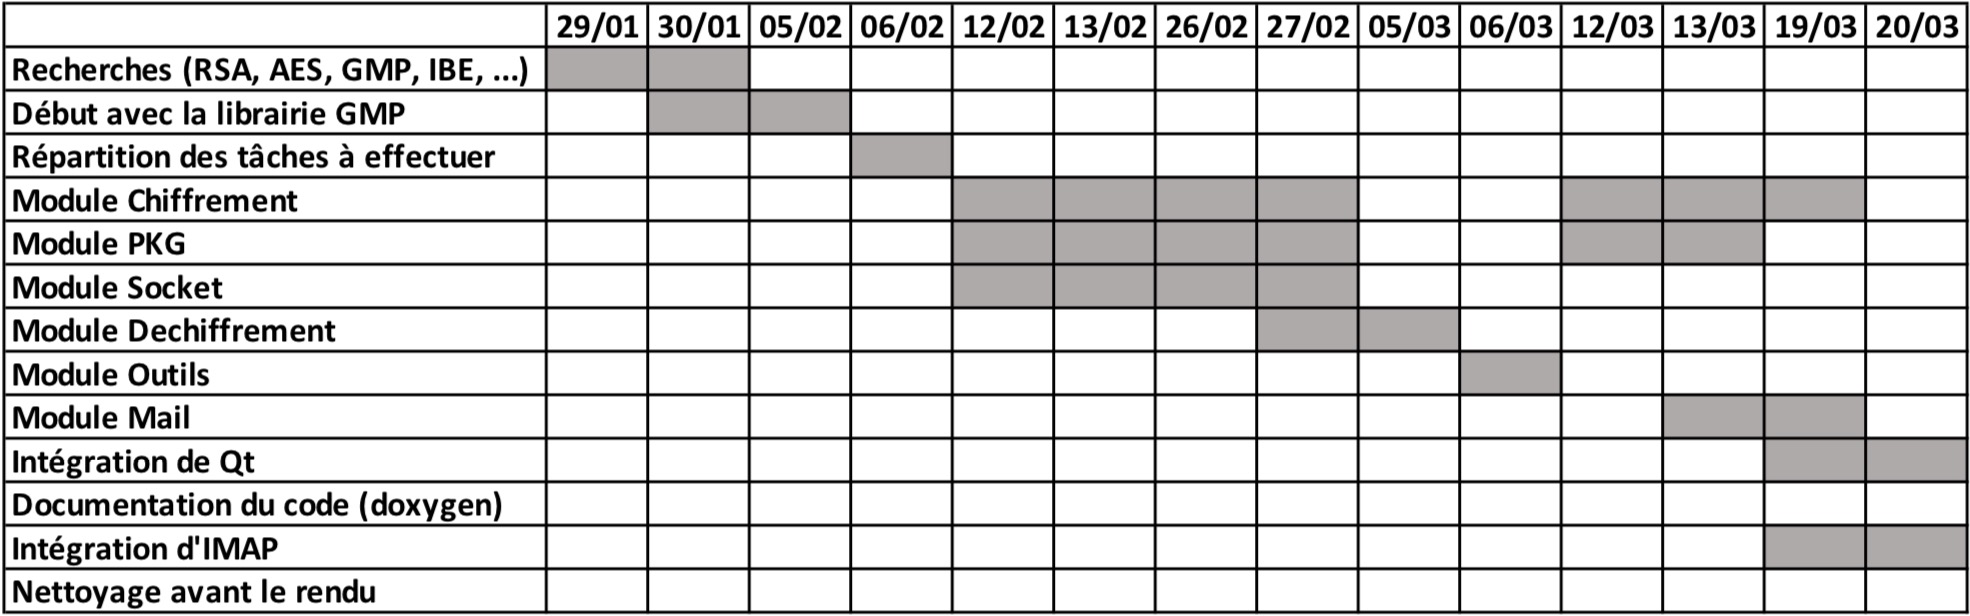 29/01 30/01 05/02 06/02 12/02 13/02 26/02 27/02 05/03 06/03 12/03 13/03 19/03 20/03
Recherches (RSA, AES, GMP, IBE, ...)
Début avec la librairie GMP
Répartition des tâches à effectuer
Module Chiffrement
Module PKG
Module Socket
Module Dechiffrement
Module Outils
Module Mail
Intégration de Qt
Documentation du code (doxygen)
Intégration d'IMAP
Nettoyage avant le rendu